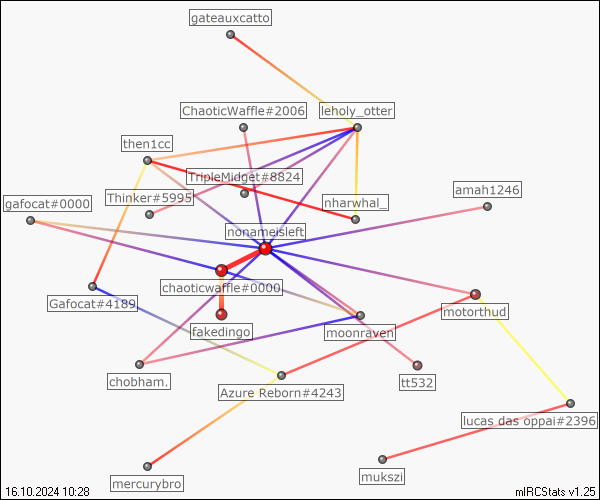 gateauxcatto
ChaoticWaffle#2006
leholy_otter
then1cc
TripleMidget#8824
amah1246
Thinker#5995
gafocat#0000
nharwhal_
nonameisleft
chaoticwaffle#0000
Gafocat#4189
motorthud
fakedingo
moonraven
chobham.
tt532
Azure Reborn#4243
lucas das oppai#2396
mukszi
mercurybro
16.10.2024 10:28
mIRCStats v1.25